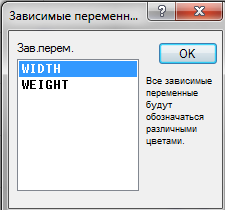 Зависимые переменн...
Зав.перем.
WIDTH
WEIGHT
OK
Все зависимые
переменные
будут
обозначаться
различными
цветами.